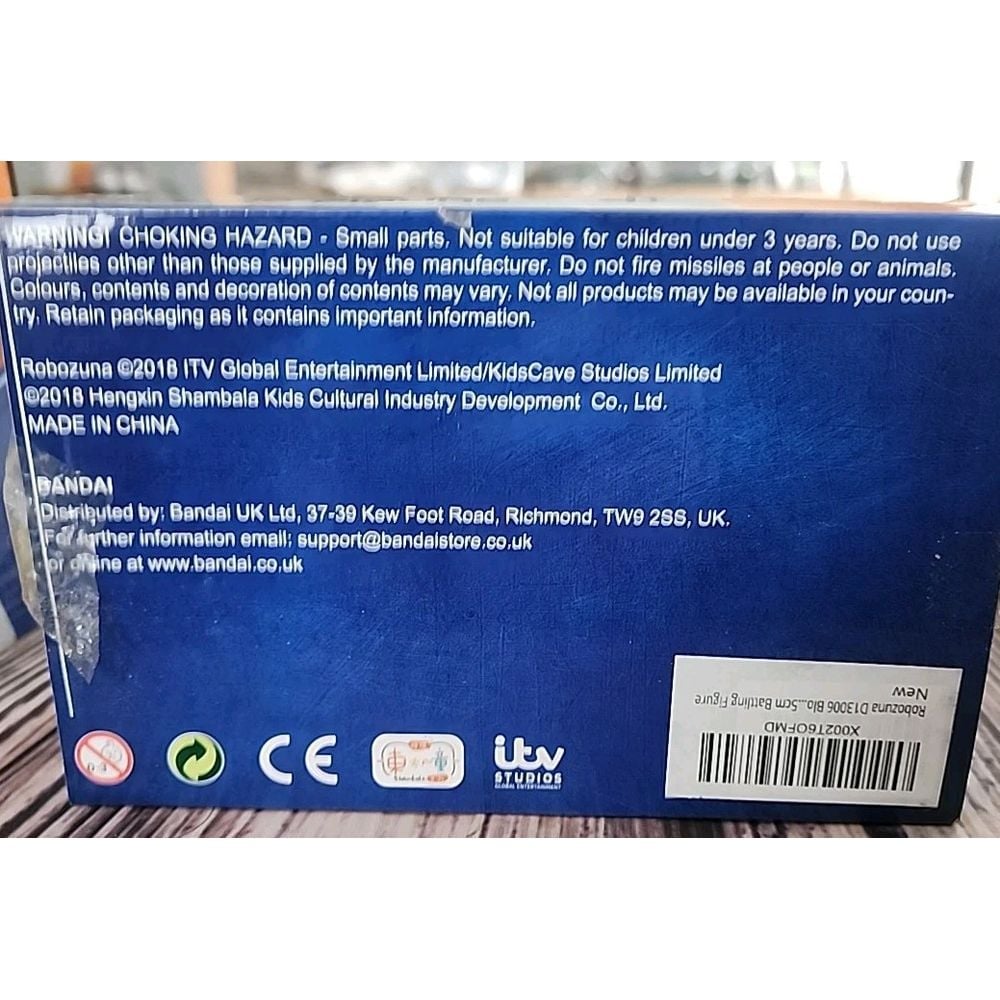 WARNING! CHOKING HAZARD - Small parts. Not suitable for children under 3 years. Do not use
projectiles other than those supplied by the manufacturer. Do not fire missiles at people or animals.
Colours, contents and decoration of contents may vary. Not all products may be available in your coun-
try. Retain packaging as it contains important information.
Robozuna ©2018 ITV Global Entertainment Limited/KidsCave Studios Limited
©2018 Hengxin Shambala Kids Cultural Industry Development Co., Ltd.
MADE IN CHINA
BANDAI
Distributed by: Bandai UK Ltd, 37-39 Kew Foot Road, Richmond, TW9 2SS, UK.
For further information email: support@bandaistore.co.uk
or online at www.bandai.co.uk
0-3
CE
itv
STUDIOS
GLOBAL ENTERTAINMENT
X002T6OFMD
Robozuna D13006 Blo...5cm Battling Figure
New